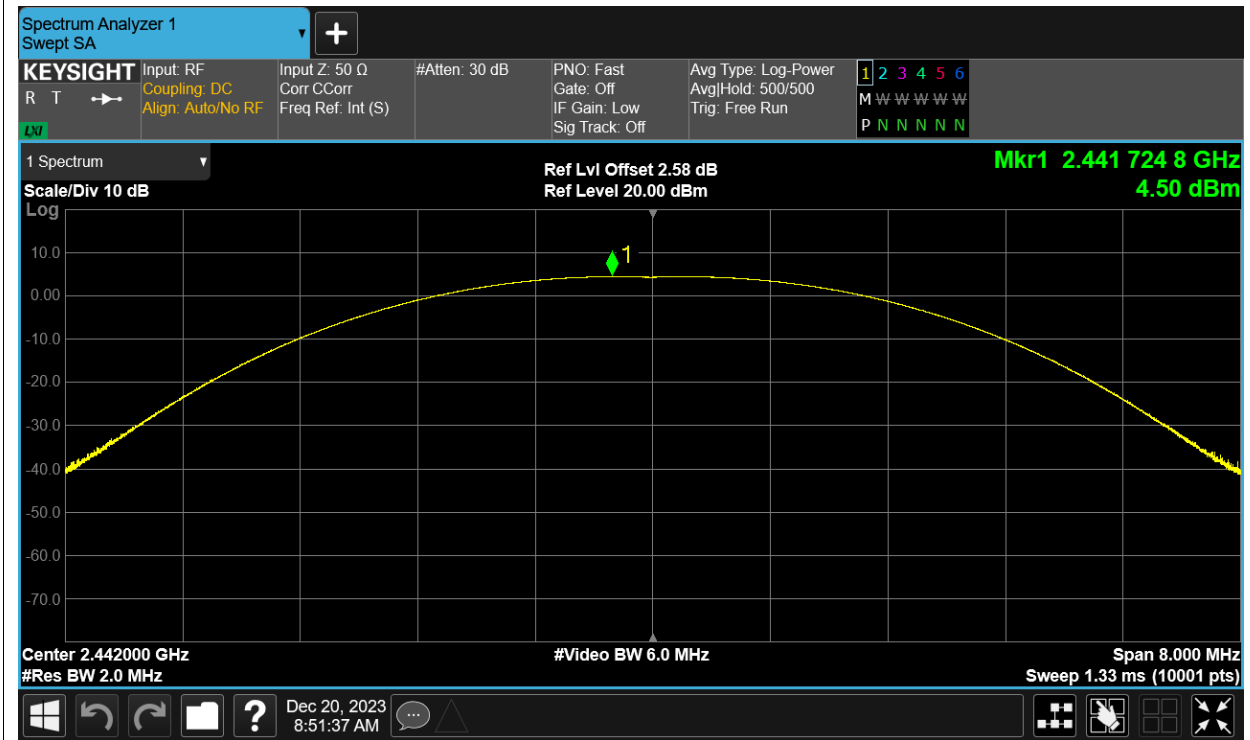 Spectrum Analyzer 1
Swept SA
KEYSIGHT
R T
LXI
Input: RF
Coupling: DC
Align: Auto/No RF
Input Z: 50 Ω
Corr CCorr
Freq Ref: Int (S)
#Atten: 30 dB
PNO: Fast
Gate: Off
IF Gain: Low
Sig Track: Off
Avg Type: Log-Power
Avg|Hold: 500/500
Trig: Free Run
1 2 3 4 5 6
M W W W W W
P N N N N N
1 Spectrum
Scale/Div 10 dB
Log
Ref Lvl Offset 2.58 dB
Ref Level 20.00 dBm
Mkr1 2.441 724 8 GHz
4.50 dBm
1
10.0
0.00
-10.0
-20.0
-30.0
-40.0
-50.0
-60.0
-70.0
Center 2.442000 GHz
#Res BW 2.0 MHz
#Video BW 6.0 MHz
Span 8.000 MHz
Sweep 1.33 ms (10001 pts)
?
Dec 20, 2023
8:51:37 AM